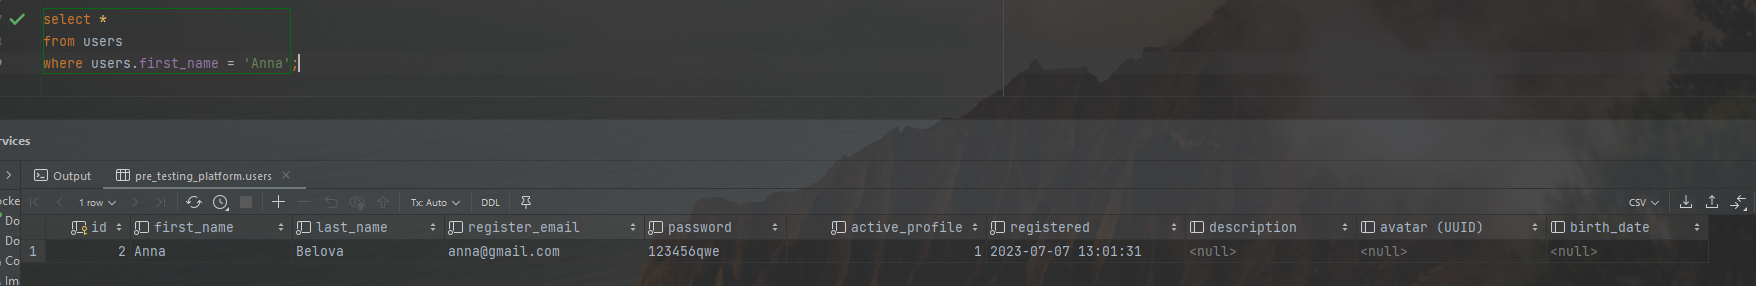 select *
from users
where users.first_name = 'Anna';
rvices
Output pre_testing_platform.users
1 row Tx: Auto DDL CSV
id first_name last_name register_email password active_profile registered description avatar (UUID) birth_date
1 2 Anna Belova anna@gmail.com 123456qwe 1 2023-07-07 13:01:31 <null> <null> <null>
ocke
Do
Do
Co
Im